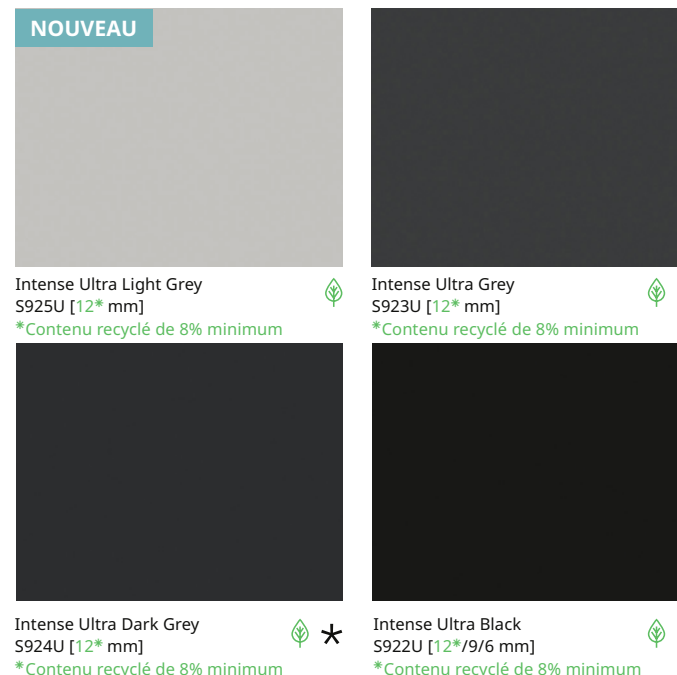 NOUVEAU
Intense Ultra Light Grey
S925U [12* mm]
*Contenu recyclé de 8% minimum
Intense Ultra Grey
S923U [12* mm]
*Contenu recyclé de 8% minimum
Intense Ultra Dark Grey
S924U [12* mm]
*
*Contenu recyclé de 8% minimum
Intense Ultra Black
S922U [12*/9/6 mm]
*Contenu recyclé de 8% minimum